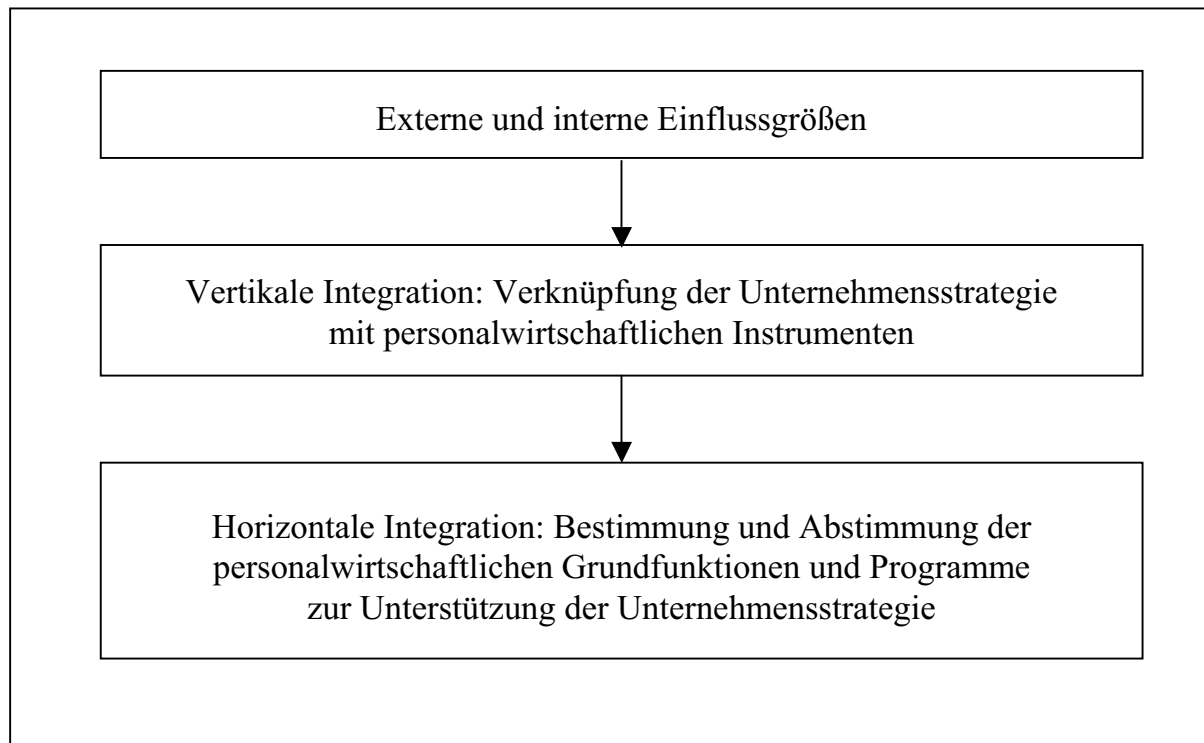 Externe und interne Einflussgrößen
Vertikale Integration: Verknüpfung der Unternehmensstrategie
mit personalwirtschaftlichen Instrumenten
Horizontale Integration: Bestimmung und Abstimmung der
personalwirtschaftlichen Grundfunktionen und Programme
zur Unterstützung der Unternehmensstrategie